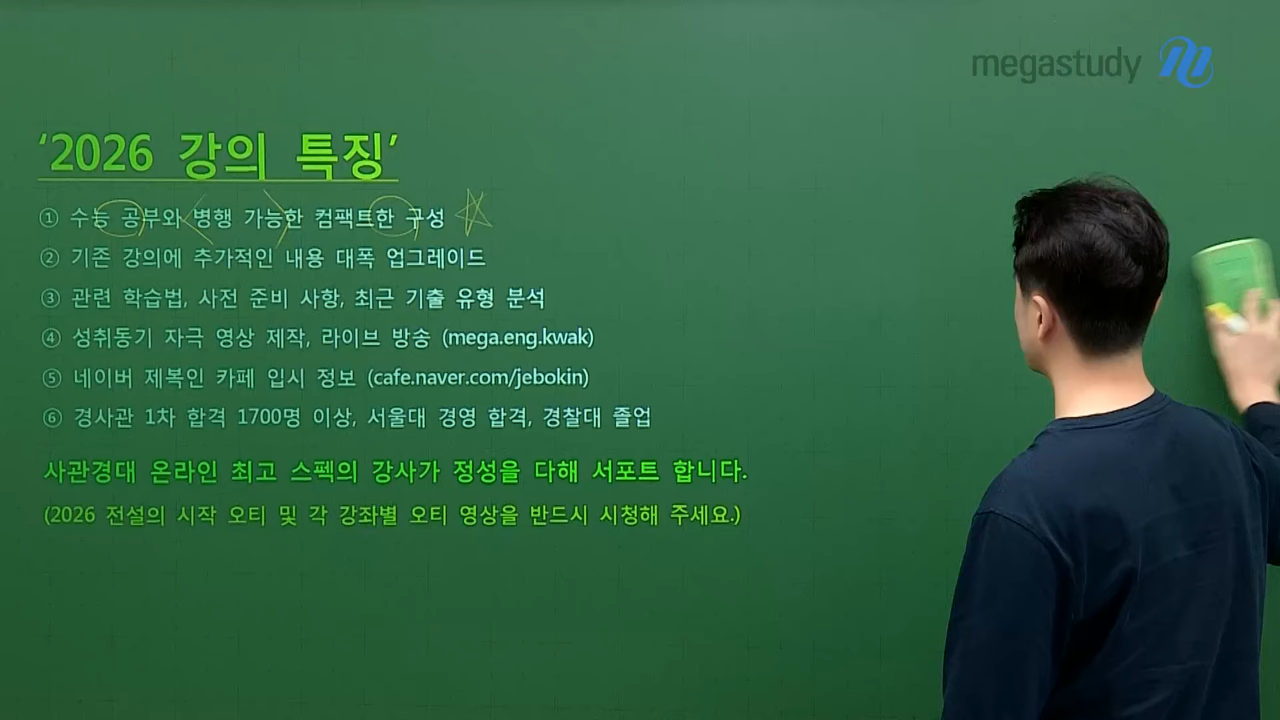 megastudy
‘2026 강의 특징’
① 수능 공부와 병행 가능한 컴팩트한 구성
② 기존 강의에 추가적인 내용 대폭 업그레이드
③ 관련 학습법, 사전 준비 사항, 최근 기출 유형 분석
④ 성취동기 자극 영상 제작, 라이브 방송 (mega.eng.kwak)
⑤ 네이버 제복인 카페 입시 정보 (cafe.naver.com/jebokin)
⑥ 경사관 1차 합격 1700명 이상, 서울대 경영 합격, 경찰대 졸업
사관경대 온라인 최고 스펙의 강사가 정성을 다해 서포트 합니다.
(2026 전설의 시작 오티 및 각 강좌별 오티 영상을 반드시 시청해 주세요.)